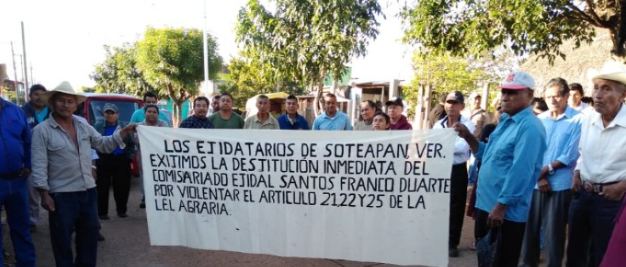 LOS EJIDATARIOS DE SOTEAPAN, VER.
EXITIMOS LA DESTITUCIÓN INMEDIATA DEL
COMISARIADO EJIDAL SANTOS FRANCO DUARTE
POR VIOLENTAR EL ARTICULO 21,22 Y 25 DE LA
LEL AGRARIA.